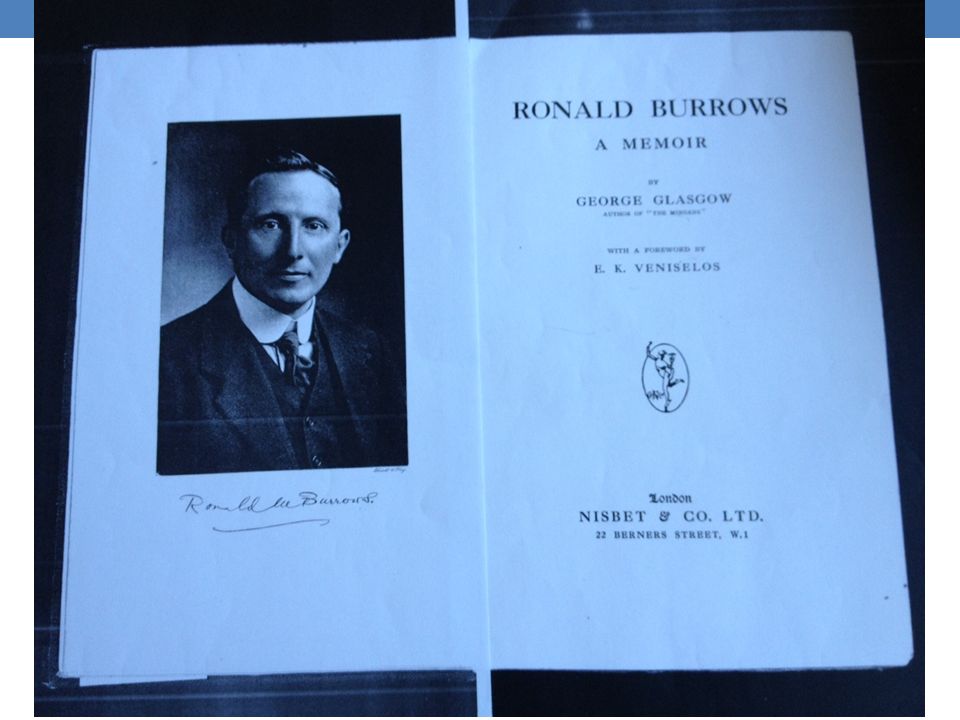 Ronald M Burrows.
RONALD BURROWS
A MEMOIR
BY
GEORGE GLASGOW
AUTHOR OF "THE MINOANS"
WITH A FOREWORD BY
E. K. VENISELOS
London
NISBET & CO. LTD.
22 BERNERS STREET, W.1